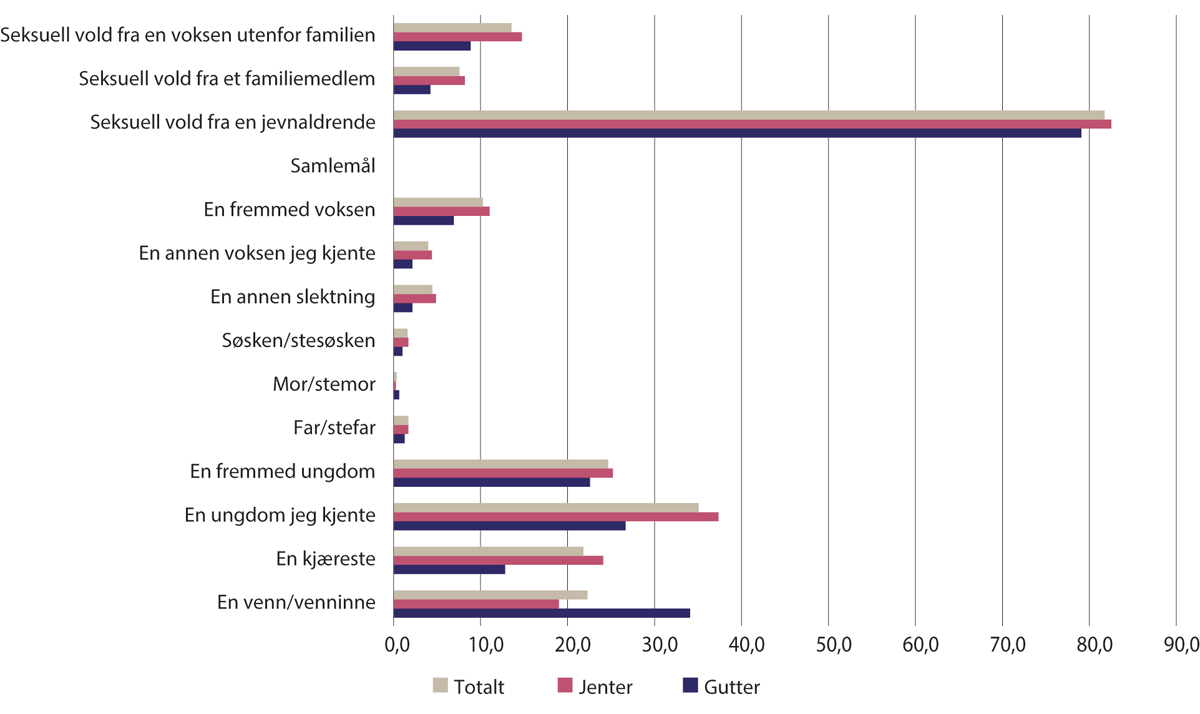 Seksuell vold fra en voksen utenfor familien
Seksuell vold fra et familiemedlem
Seksuell vold fra en jevnaldrende
Samlemål
En fremmed voksen
En annen voksen jeg kjente
En annen slektning
Søsken/stesøsken
Mor/stemor
Far/stefar
En fremmed ungdom
En ungdom jeg kjente
En kjæreste
En venn/venninne
0,0 10,0 20,0 30,0 40,0 50,0 60,0 70,0 80,0 90,0
Totalt Jenter Gutter